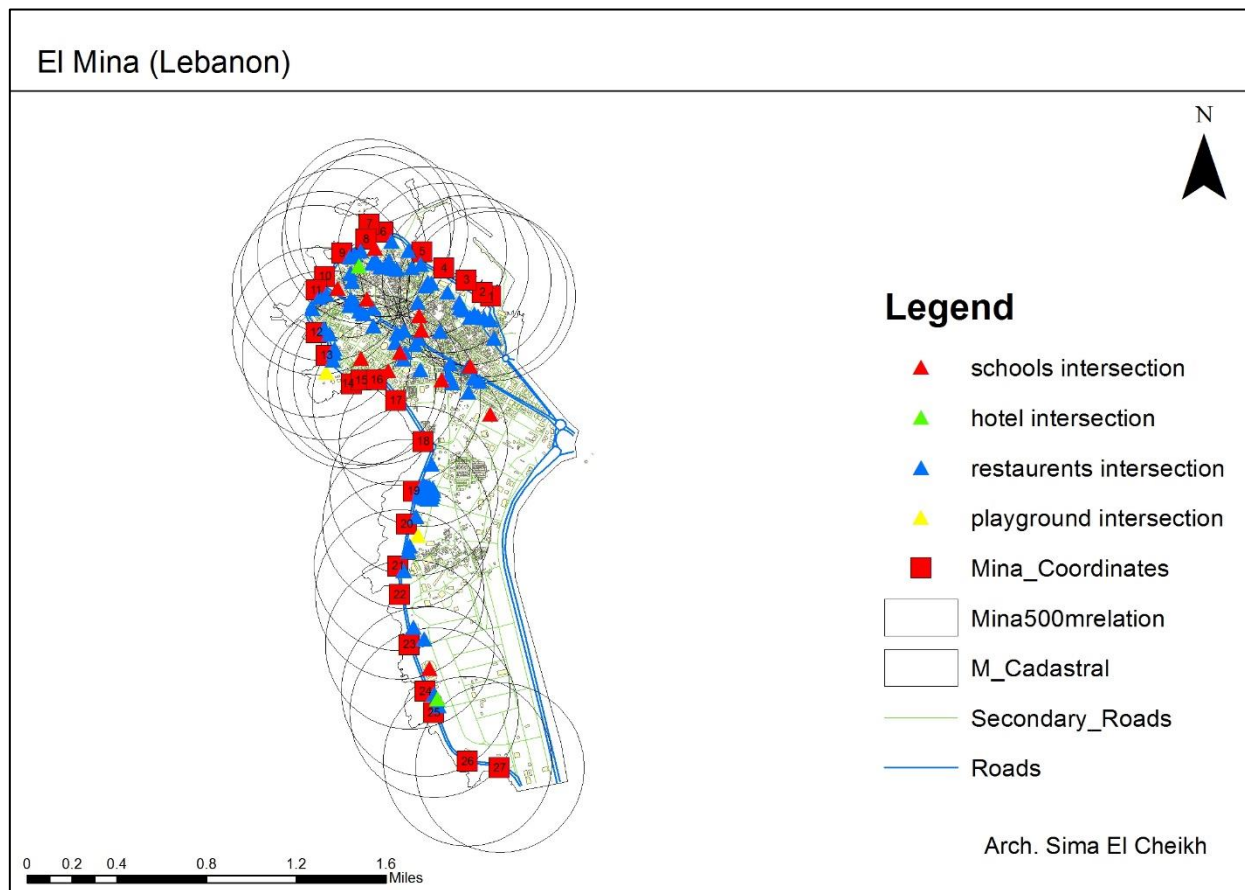 El Mina (Lebanon)
N
7
6
8
5
9
4
10
3
11
2
1
12
13
14
15
16
17
18
19
20
21
22
23
24
25
26
27
Legend
schools intersection
hotel intersection
restaurents intersection
playground intersection
Mina_Coordinates
Mina500mrelation
M_Cadastral
Secondary_Roads
Roads
Arch. Sima El Cheikh
0 0.2 0.4 0.8 1.2 1.6
Miles